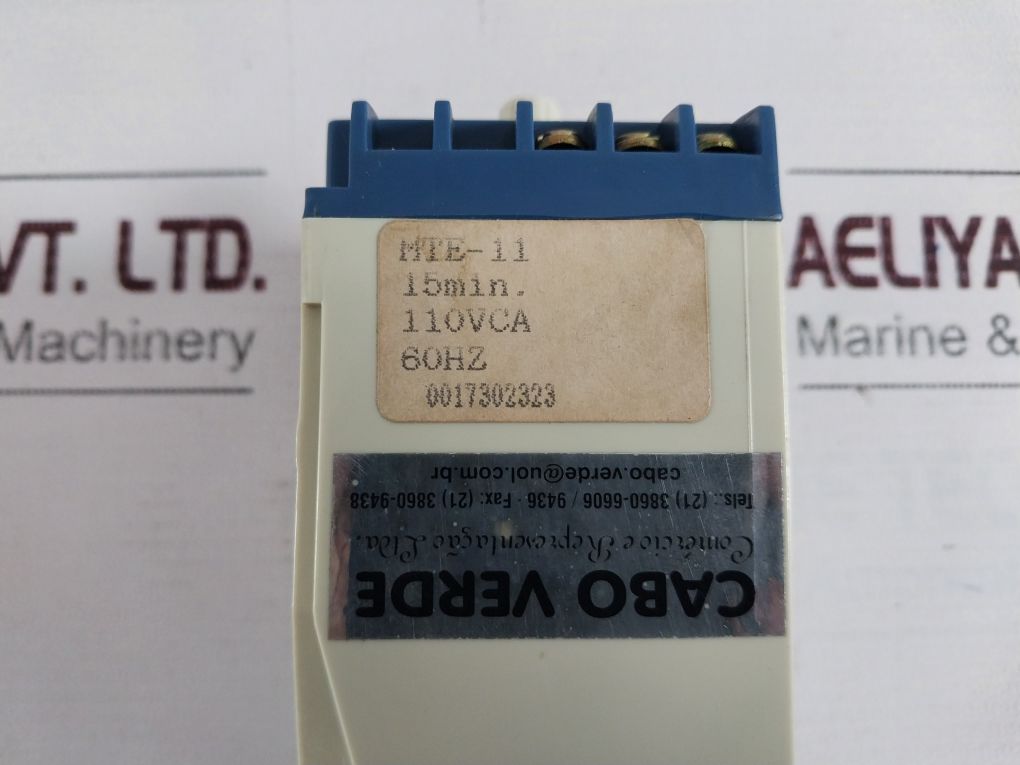 VT. LTD.
Machinery
AELIYA
Marine &
MTE-11
15min.
110VCA
60HZ
0017302323
CABO VERDE
Comércio e Representação Ltda.
Tels.: (21) 3860-6606 / 9436 - Fax: (21) 3860-9438
cabo.verde@uol.com.br